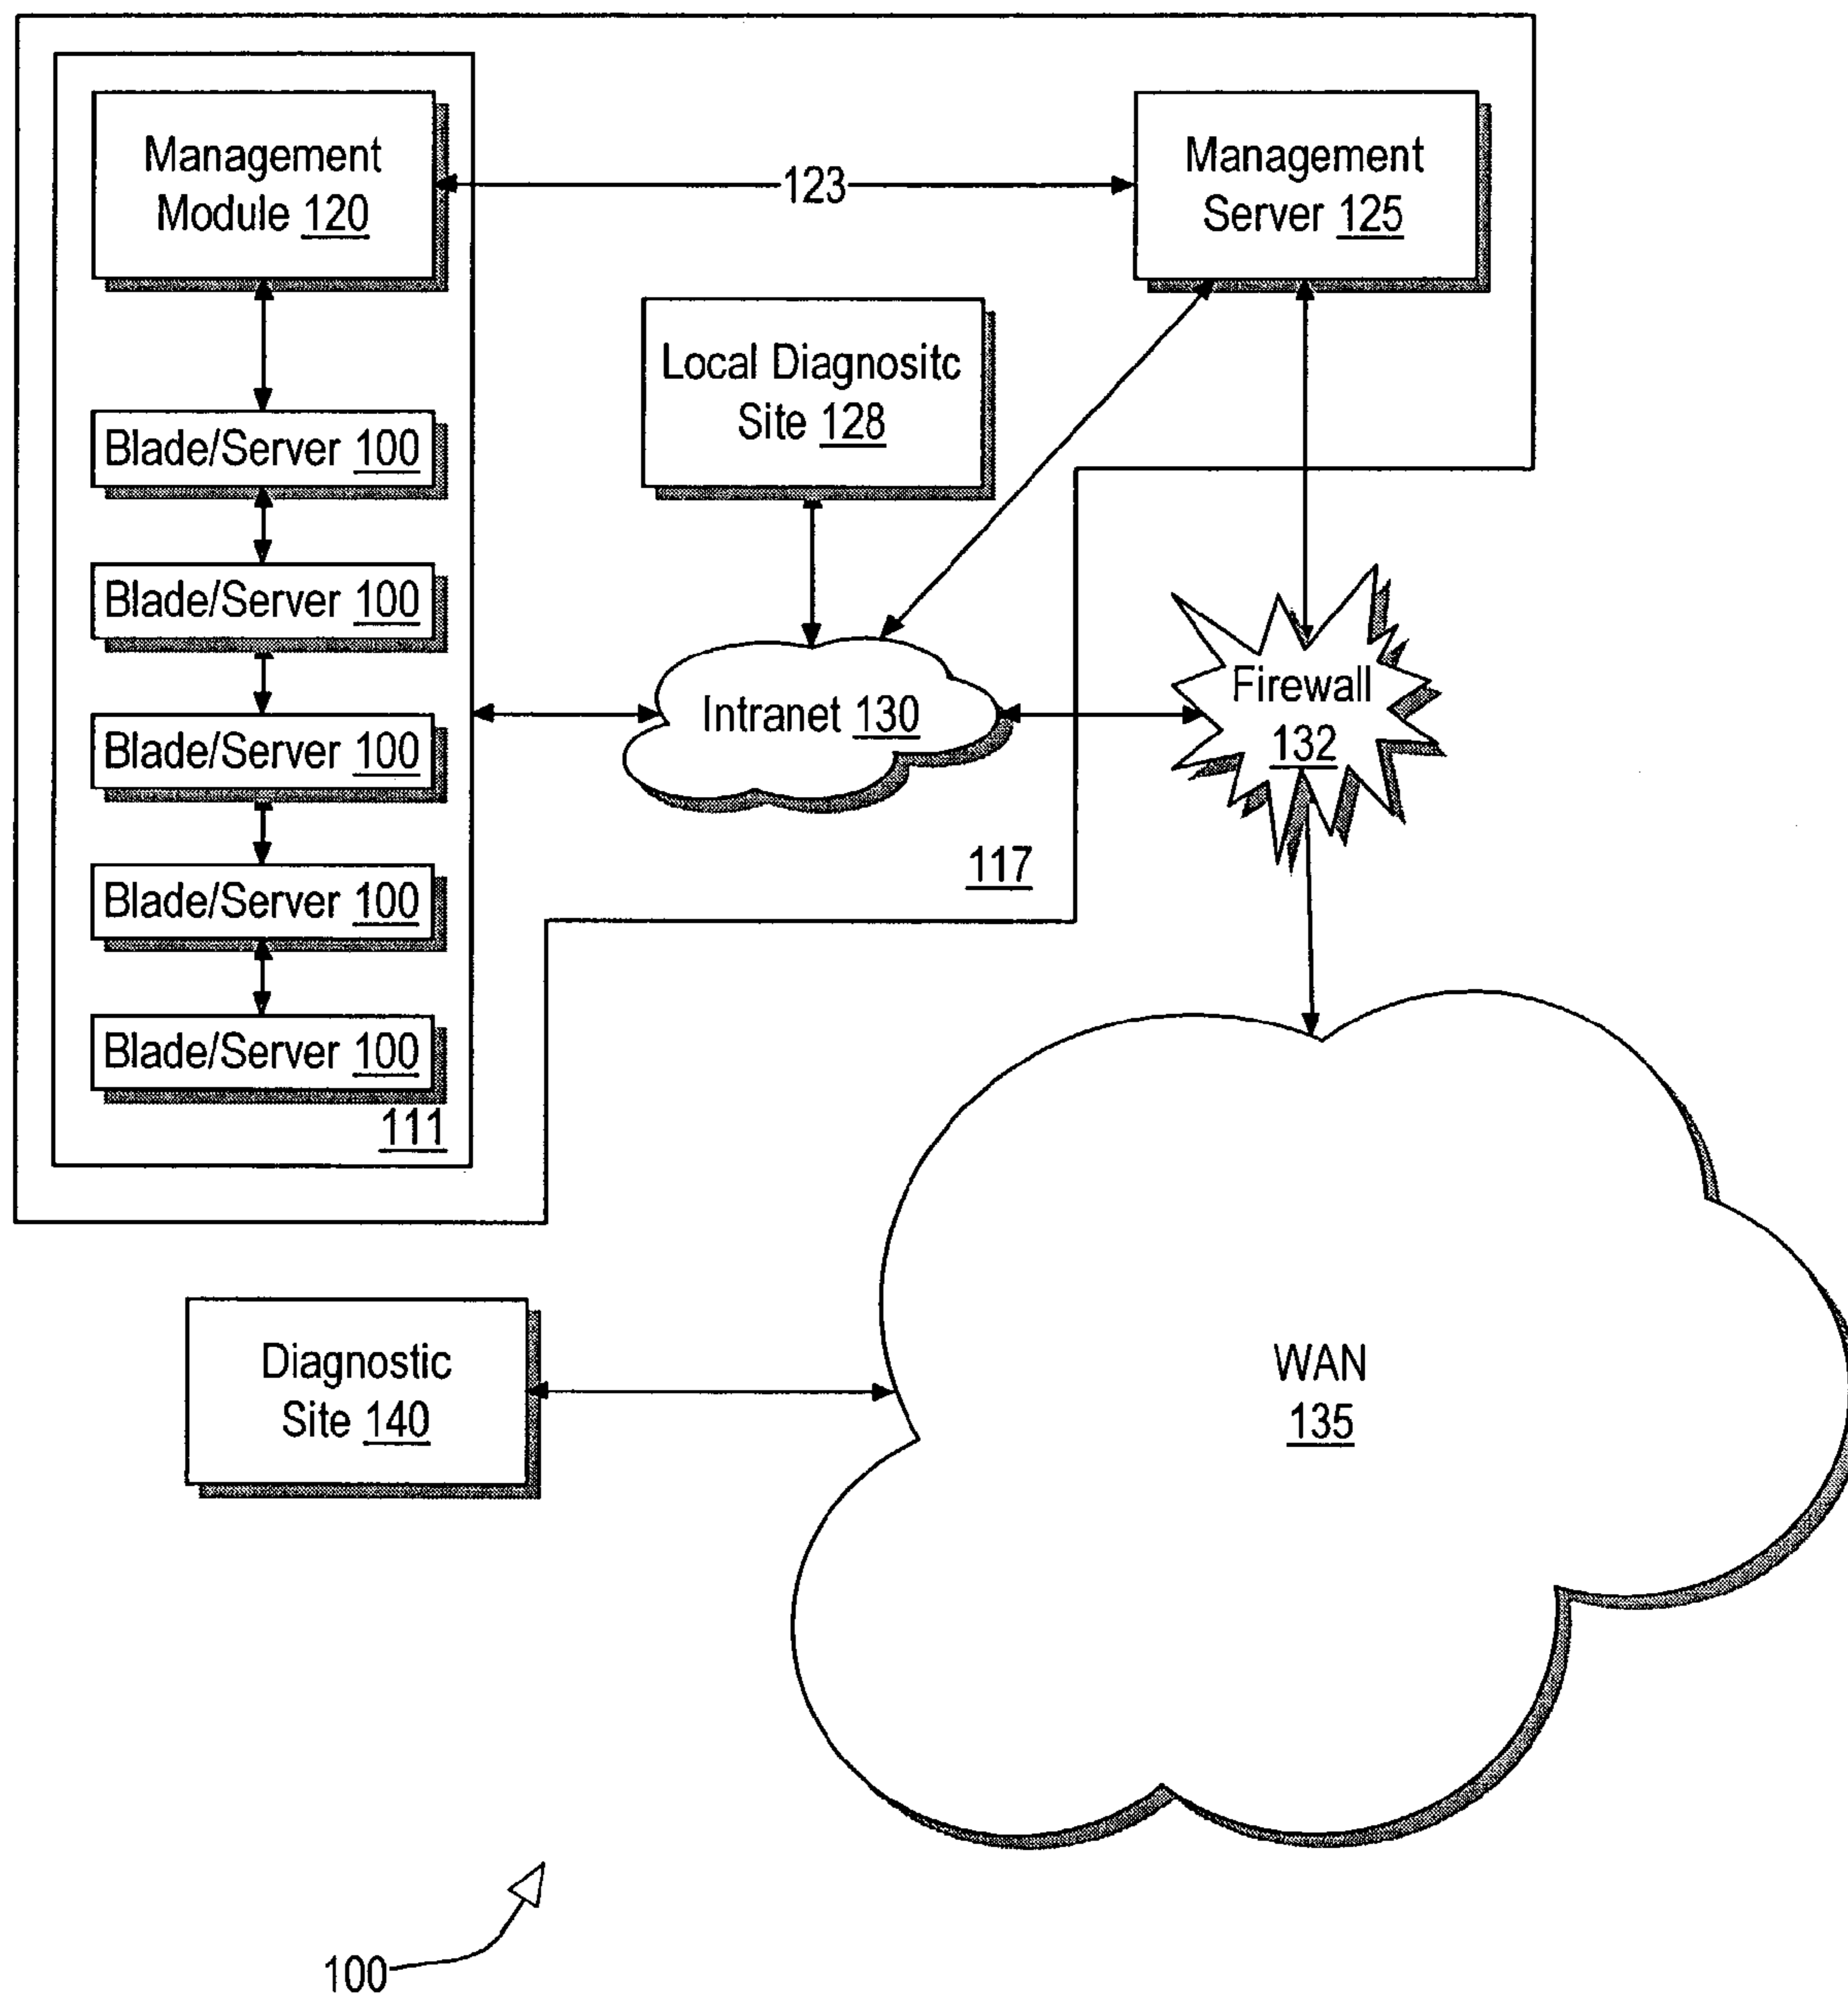 Management
Module 120
123
Management
Server 125
Local Diagnositc
Site 128
Blade/Server 100
Blade/Server 100
Blade/Server 100
Blade/Server 100
Blade/Server 100
111
Intranet 130
Firewall
132
117
Diagnostic
Site 140
WAN
135
100